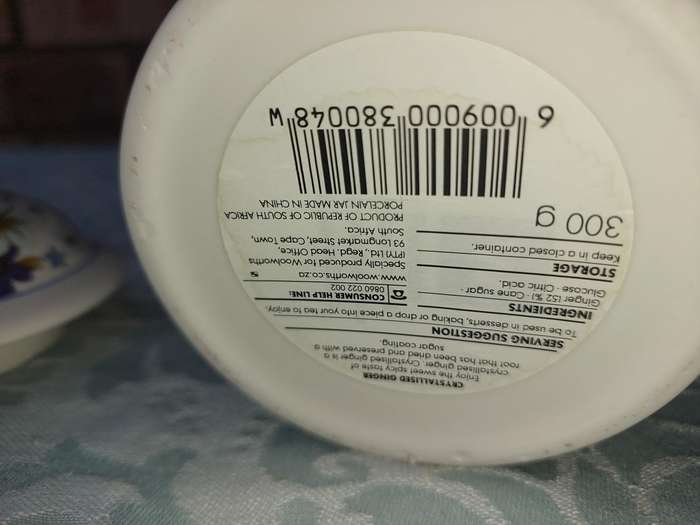 CRYSTALLISED GINGER
Enjoy the sweet spicy taste of
crystallised ginger. Crystallised ginger is a
root that has been dried and preserved with a
sugar coating.
SERVING SUGGESTION
To be used in desserts, baking or drop a piece into your tea to enjoy.
INGREDIENTS
Ginger (52 %) · Cane sugar ·
Glucose · Citric acid.
STORAGE
Keep in a closed container.
300 g
CONSUMER HELP LINE:
0860 022 002
www.woolworths.co.za
Specially produced for Woolworths
(PTY) Ltd., Regd. Head Office,
93 Longmarket Street, Cape Town,
South Africa.
PRODUCT OF REPUBLIC OF SOUTH AFRICA
PORCELAIN JAR MADE IN CHINA
6 009000 380048 W